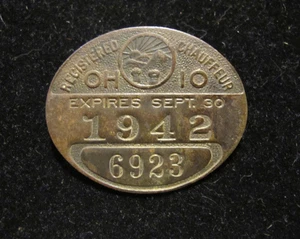 REGISTERED CHAUFFEUR
OHIO
EXPIRES SEPT. 30
1942
6923